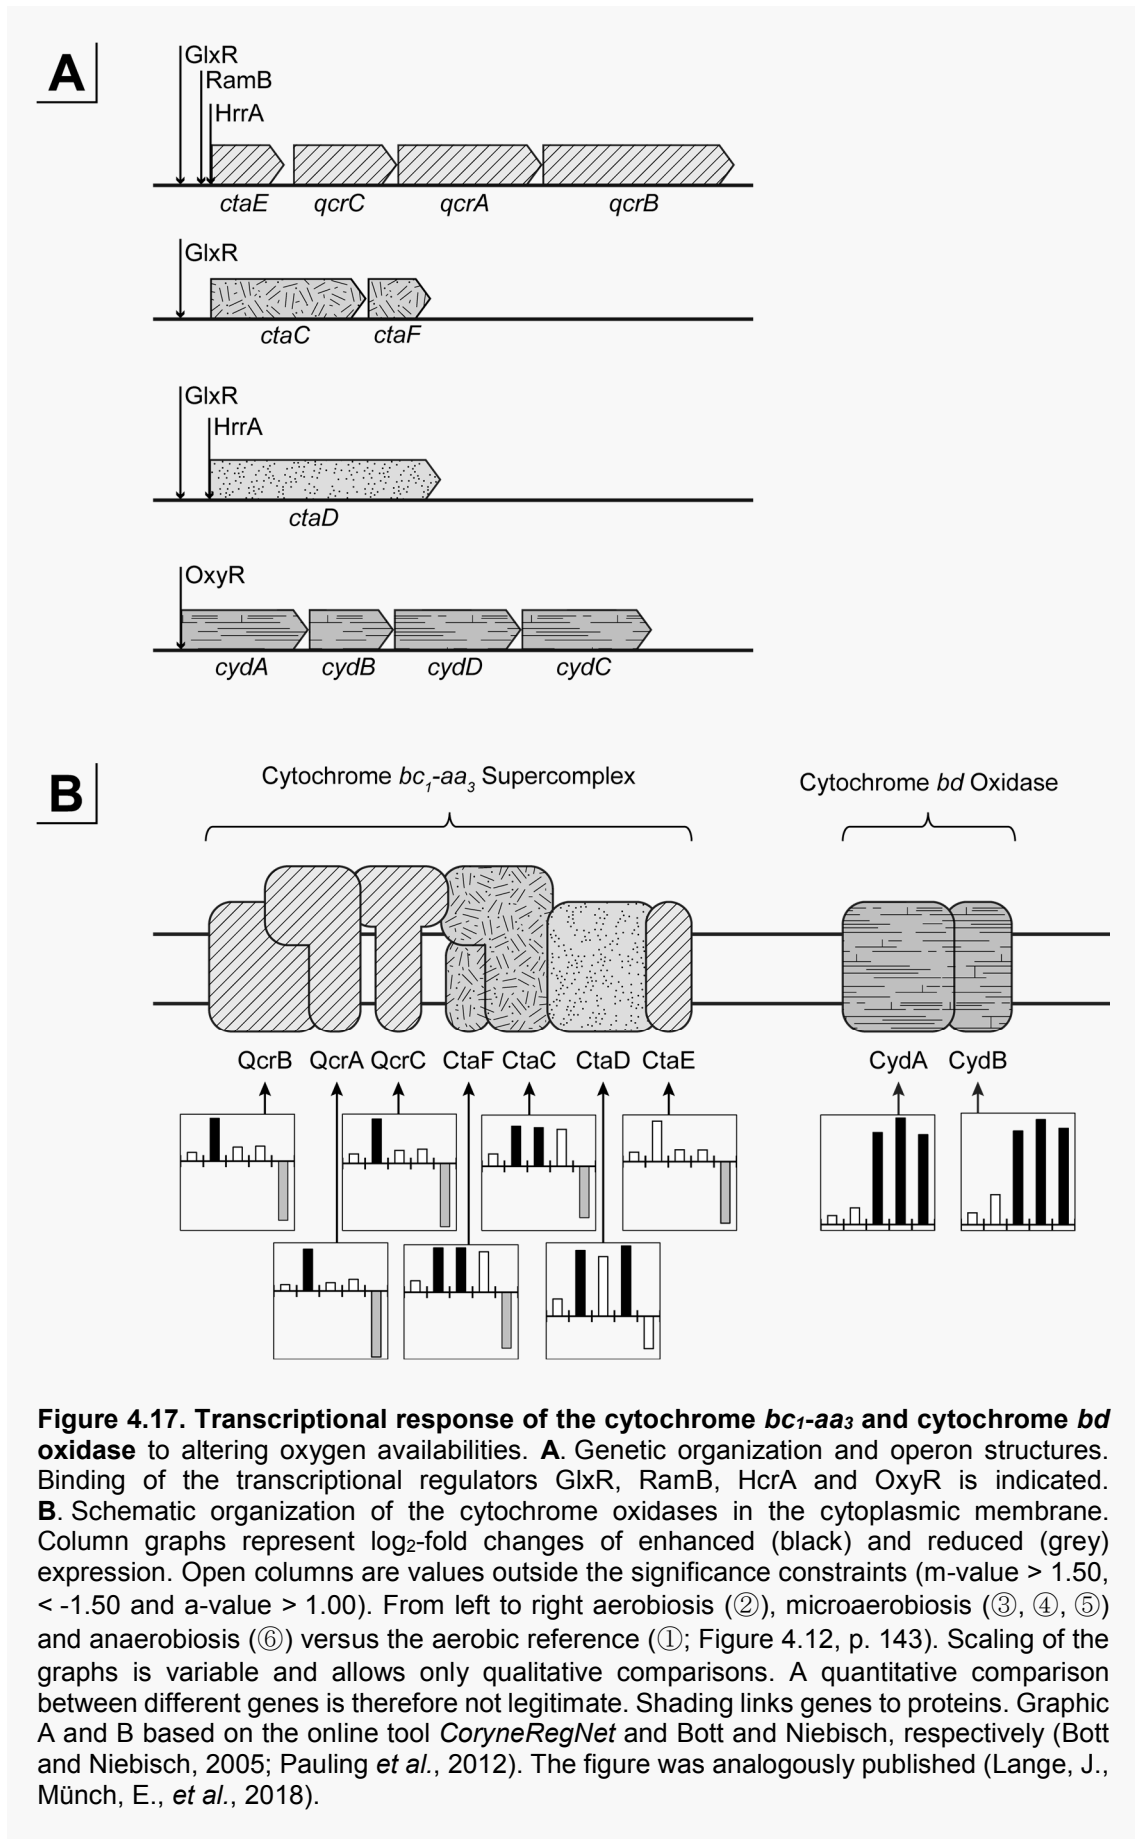 A
GlxR
RamB
HrrA
ctaE qcrC qcrA qcrB
GlxR
ctaC ctaF
GlxR
HrrA
ctaD
OxyR
cydA cydB cydD cydC
B
Cytochrome bc₁-aa₃ Supercomplex
Cytochrome bd Oxidase
QcrB QcrA QcrC CtaF CtaC CtaD CtaE CydA CydB
Figure 4.17. Transcriptional response of the cytochrome bc₁-aa₃ and cytochrome bd
oxidase to altering oxygen availabilities. A. Genetic organization and operon structures.
Binding of the transcriptional regulators GlxR, RamB, HcrA and OxyR is indicated.
B. Schematic organization of the cytochrome oxidases in the cytoplasmic membrane.
Column graphs represent log₂-fold changes of enhanced (black) and reduced (grey)
expression. Open columns are values outside the significance constraints (m-value > 1.50,
< -1.50 and a-value > 1.00). From left to right aerobiosis (②), microaerobiosis (③, ④, ⑤)
and anaerobiosis (⑥) versus the aerobic reference (①; Figure 4.12, p. 143). Scaling of the
graphs is variable and allows only qualitative comparisons. A quantitative comparison
between different genes is therefore not legitimate. Shading links genes to proteins. Graphic
A and B based on the online tool CoryneRegNet and Bott and Niebisch, respectively (Bott
and Niebisch, 2005; Pauling et al., 2012). The figure was analogously published (Lange, J.,
Münch, E., et al., 2018).